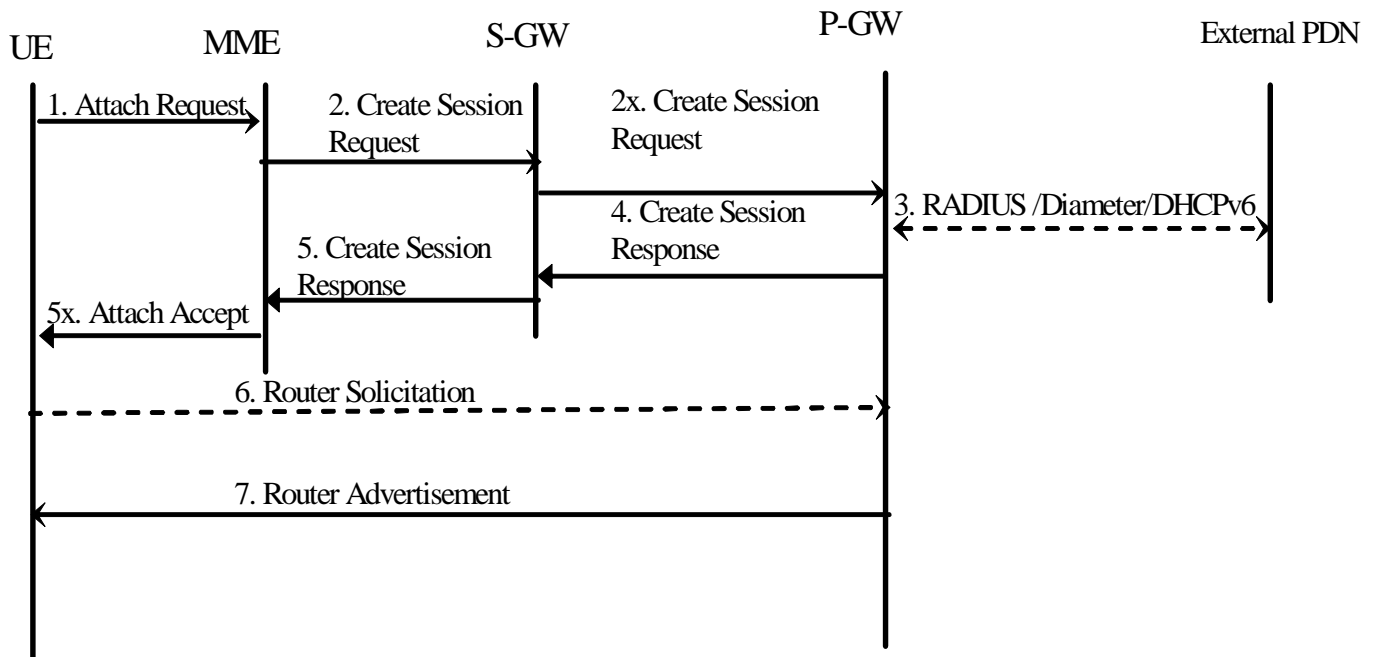 UE
MME
S-GW
P-GW
External PDN
1. Attach Request
2. Create Session
Request
2x. Create Session
Request
3. RADIUS /Diameter/DHCPv6
4. Create Session
Response
5. Create Session
Response
5x. Attach Accept
6. Router Solicitation
7. Router Advertisement